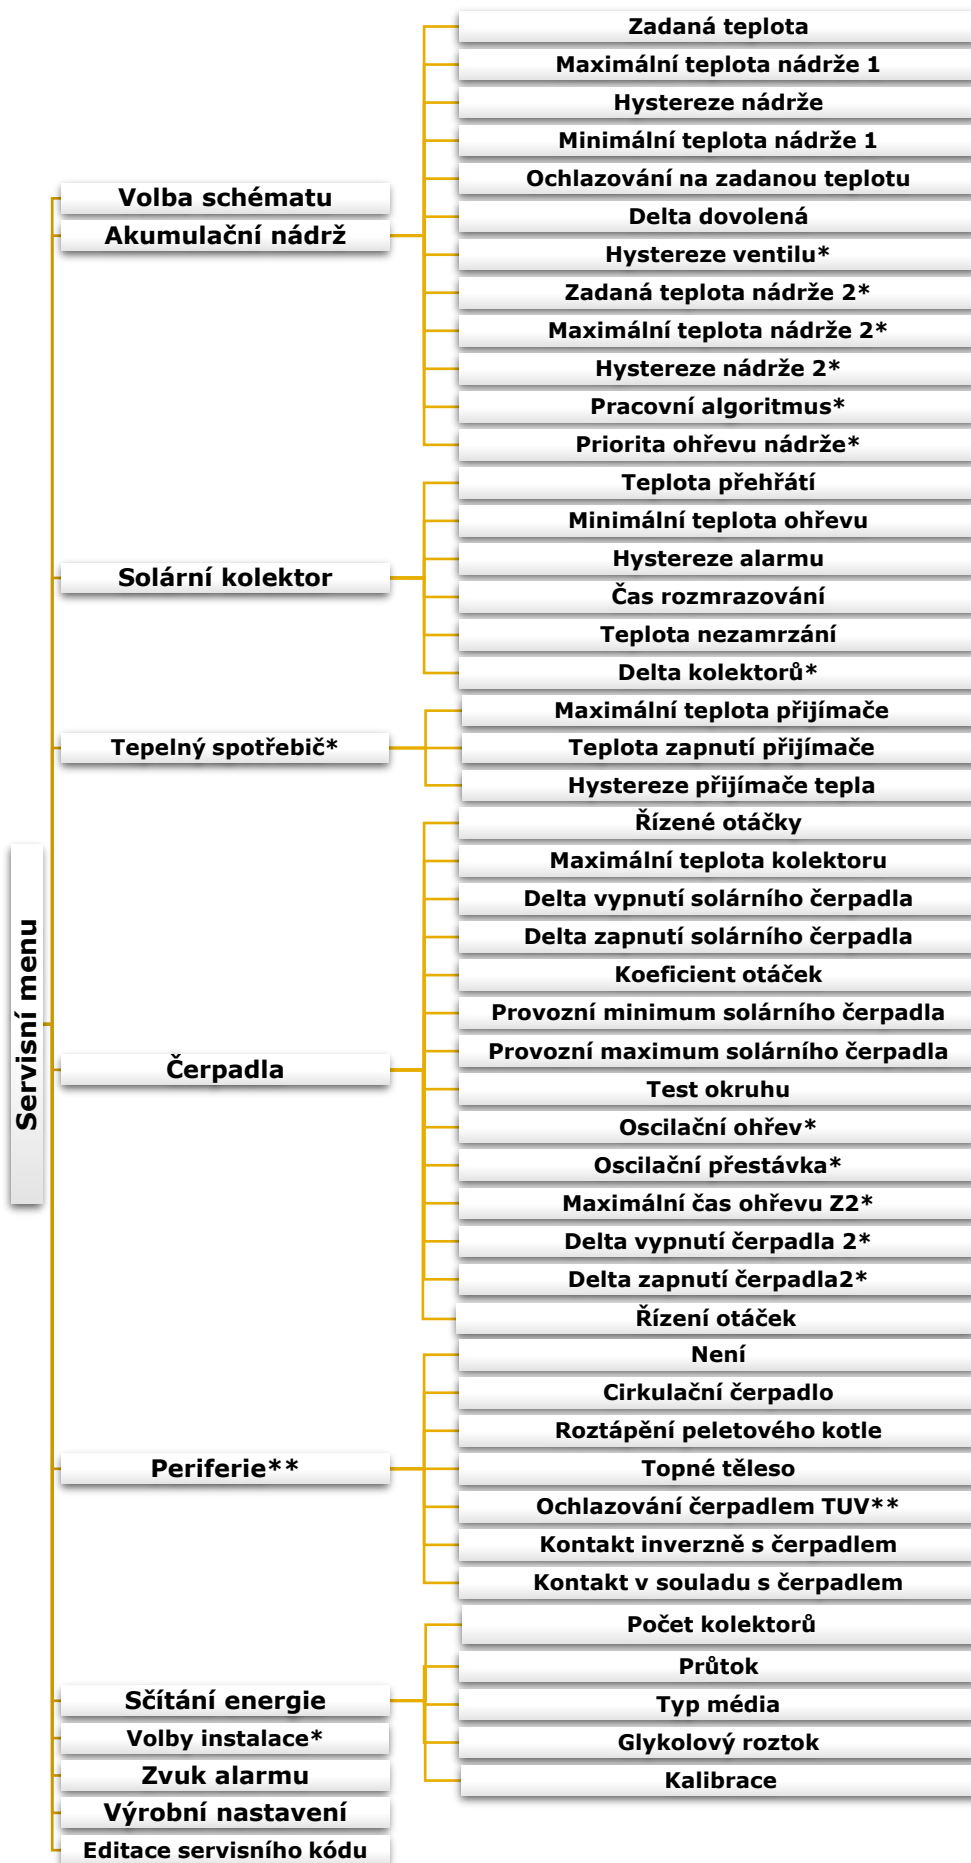 Servisní menu
Volba schématu
Akumulační nádrž
Zadaná teplota
Maximální teplota nádrže 1
Hystereze nádrže
Minimální teplota nádrže 1
Ochlazování na zadanou teplotu
Delta dovolená
Hystereze ventilu*
Zadaná teplota nádrže 2*
Maximální teplota nádrže 2*
Hystereze nádrže 2*
Pracovní algoritmus*
Priorita ohřevu nádrže*
Solární kolektor
Teplota přehřátí
Minimální teplota ohřevu
Hystereze alarmu
Čas rozmrazování
Teplota nezamrzání
Delta kolektorů*
Tepelný spotřebič*
Maximální teplota přijímače
Teplota zapnutí přijímače
Hystereze přijímače tepla
Čerpadla
Řízené otáčky
Maximální teplota kolektoru
Delta vypnutí solárního čerpadla
Delta zapnutí solárního čerpadla
Koeficient otáček
Provozní minimum solárního čerpadla
Provozní maximum solárního čerpadla
Test okruhu
Oscilační ohřev*
Oscilační přestávka*
Maximální čas ohřevu Z2*
Delta vypnutí čerpadla 2*
Delta zapnutí čerpadla2*
Řízení otáček
Periferie**
Není
Cirkulační čerpadlo
Roztápění peletového kotle
Topné těleso
Ochlazování čerpadlem TUV**
Kontakt inverzně s čerpadlem
Kontakt v souladu s čerpadlem
Sčítání energie
Počet kolektorů
Průtok
Typ média
Glykolový roztok
Kalibrace
Volby instalace*
Zvuk alarmu
Výrobní nastavení
Editace servisního kódu